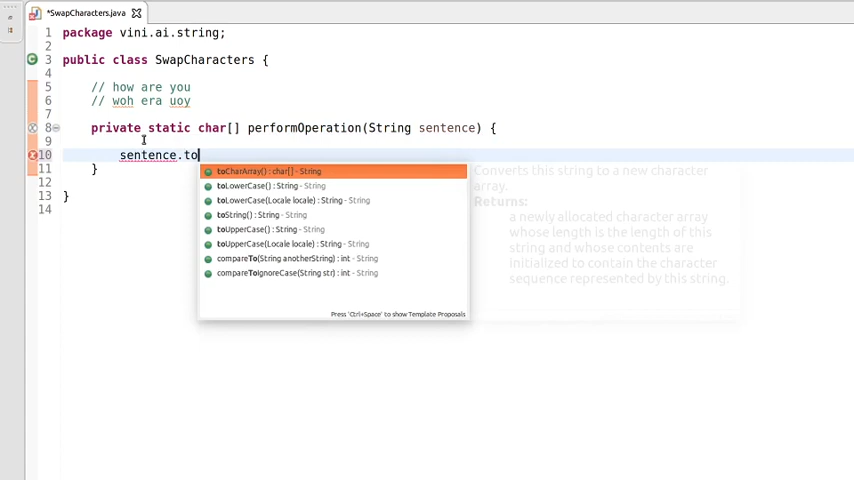 *SwapCharacters.java
1 package vini.ai.string;
2
3 public class SwapCharacters {
4
5 // how are you
6 // woh era uoy
7
8 private static char[] performOperation(String sentence) {
9
10 sentence.to
11 }
12
13 }
14
toCharArray() : char[] - String
toLowerCase() : String - String
toLowerCase(Locale locale) : String - String
toString() : String - String
toUpperCase() : String - String
toUpperCase(Locale locale) : String - String
compareTo(String anotherString) : int - String
compareToIgnoreCase(String str) : int - String
Press 'Ctrl+Space' to show Template Proposals
Converts this string to a new character
array.
Returns:
a newly allocated character array
whose length is the length of this
string and whose contents are
initialized to contain the character
sequence represented by this string.